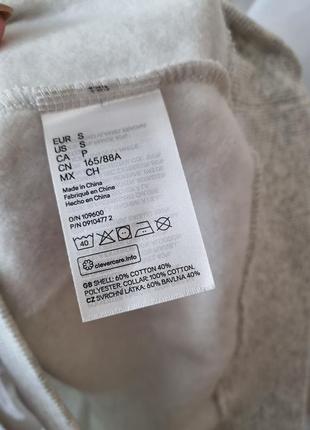 EUR S
US S
CA P
CN 165/88A
MX CH
Made in China
Fabriqué en Chine
Hecho en China
O/N 109600
P/N 0910477 2
40
clevercare.info
GB SHELL: 60% COTTON 40%
POLYESTER. COLLAR: 100% COTTON.
CZ SVRCHNÍ LÁTKA: 60% BAVLNA 40%